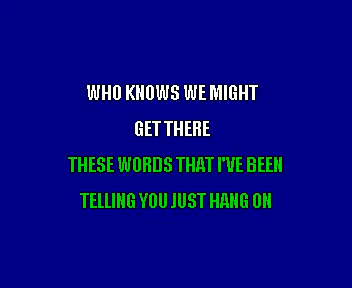 WHO KNOWS WE MIGHT
GET THERE
THESE WORDS THAT I'VE BEEN
TELLING YOU JUST HANG ON